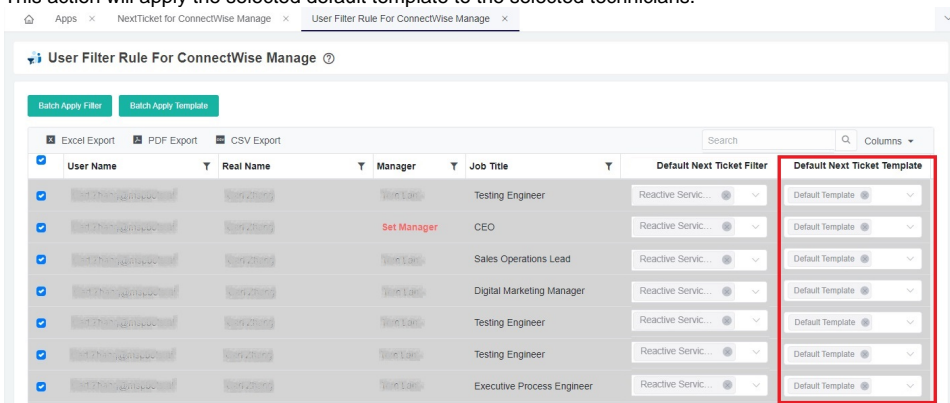 This action will apply the selected default template to the selected technicians.
Apps × NextTicket for ConnectWise Manage × User Filter Rule For ConnectWise Manage ×
User Filter Rule For ConnectWise Manage
Batch Apply Filter Batch Apply Template
Excel Export PDF Export CSV Export Search Columns
User Name Real Name Manager Job Title Default Next Ticket Filter Default Next Ticket Template
Testing Engineer Reactive Servic... Default Template
Set Manager CEO Reactive Servic... Default Template
Sales Operations Lead Reactive Servic... Default Template
Digital Marketing Manager Reactive Servic... Default Template
Testing Engineer Reactive Servic... Default Template
Testing Engineer Reactive Servic... Default Template
Executive Process Engineer Reactive Servic... Default Template